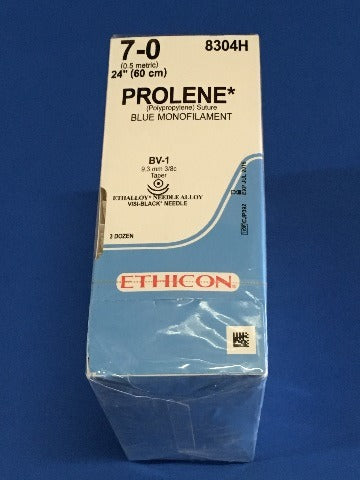 7-0 8304H
(0.5 metric)
24" (60 cm)
PROLENE*
(Polypropylene) Suture
BLUE MONOFILAMENT
BV-1
9.3 mm 3/8c
Taper
ETHALLOY* NEEDLE ALLOY
VISI-BLACK* NEEDLE
2 DOZEN
ETHICON